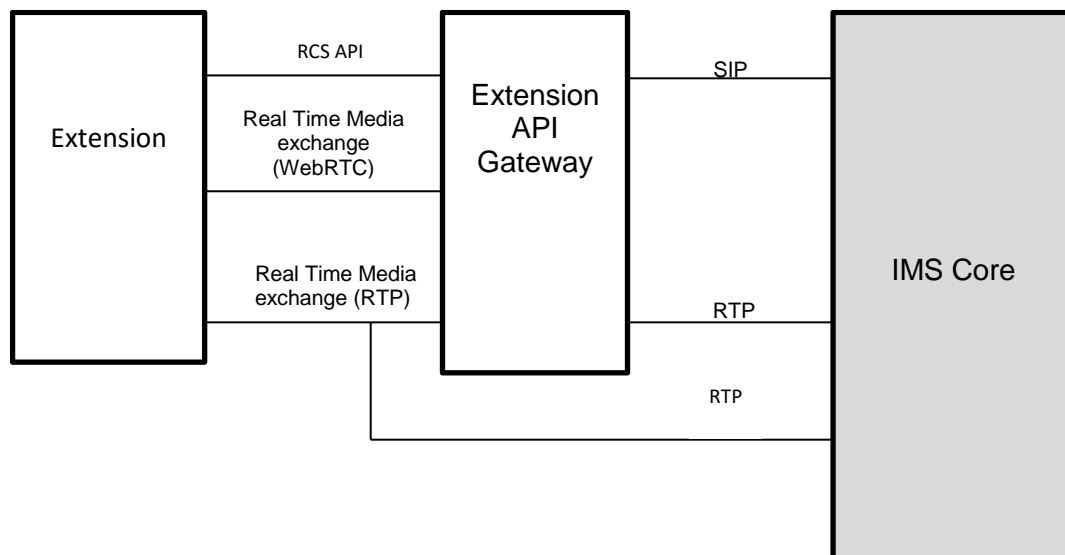 RCS API
SIP
Extension
API
Gateway
Extension
Real Time Media
exchange
(WebRTC)
Real Time Media
exchange (RTP)
IMS Core
RTP
RTP